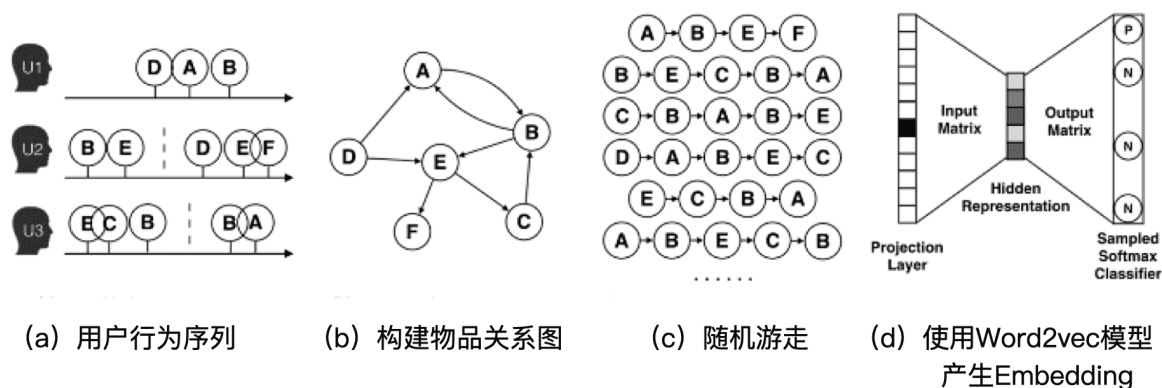 U1
D A B
U2
B E D E F
U3
E C B B A
A
B
D
E
F
C
A B E F
B E C B A
C B A B E
D A B E C
E C B A
A B E C B
······
P
N
N
N
Input
Matrix
Output
Matrix
Hidden
Representation
Projection
Layer
Sampled
Softmax
Classifier
（a）用户行为序列
（b）构建物品关系图
（c）随机游走
（d）使用Word2vec模型
产生Embedding